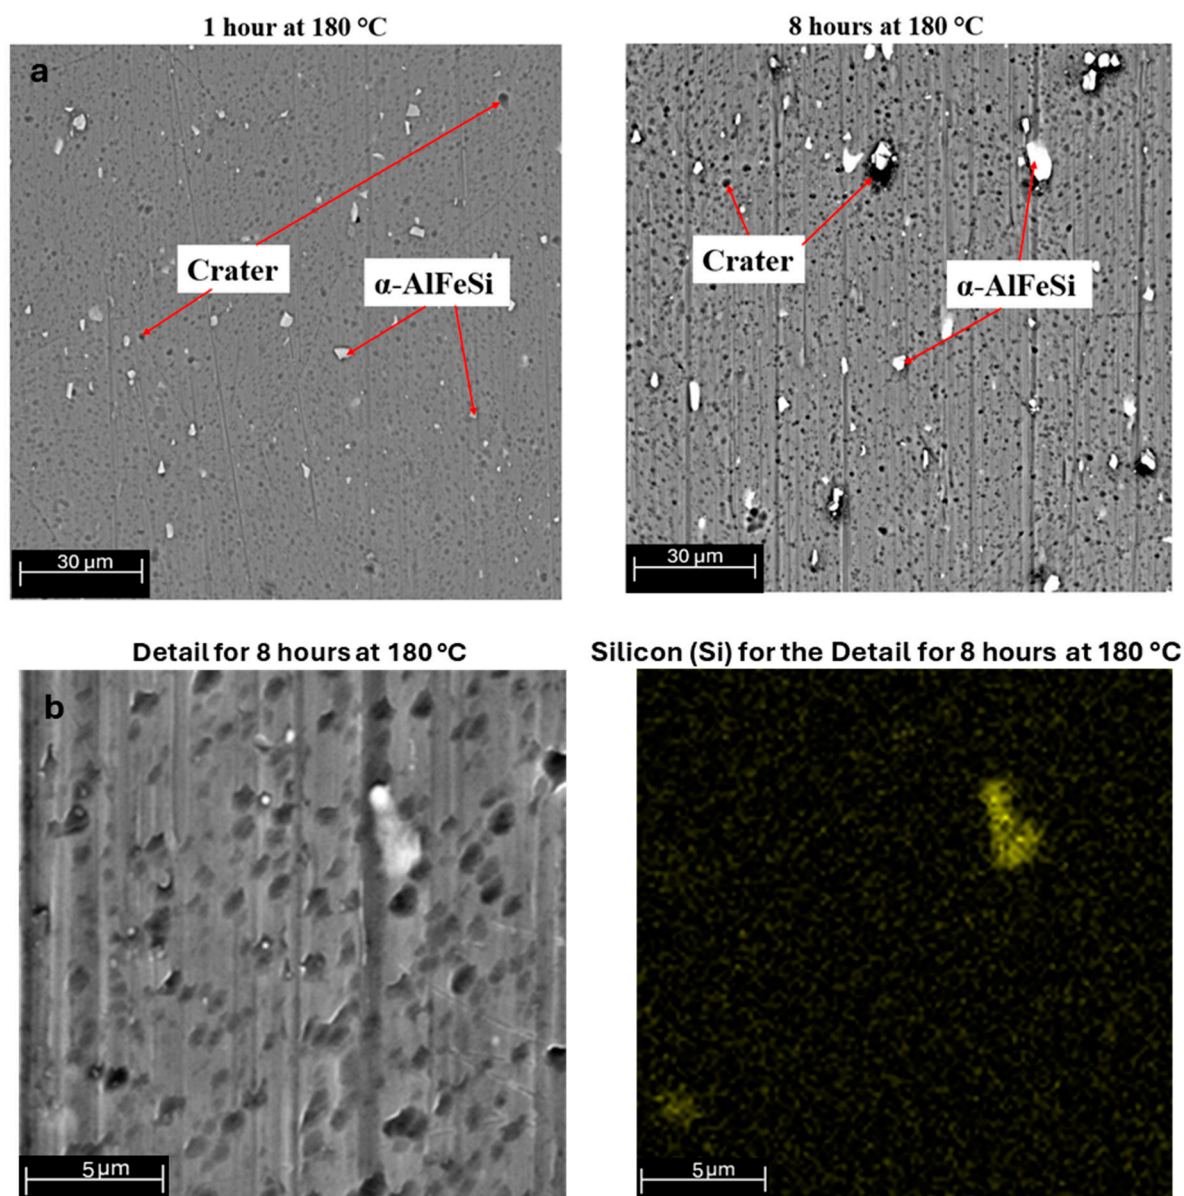 1 hour at 180 °C
8 hours at 180 °C
a
Crater
α-AlFeSi
30 µm
Crater
α-AlFeSi
30 µm
Detail for 8 hours at 180 °C
Silicon (Si) for the Detail for 8 hours at 180 °C
b
5µm
5µm